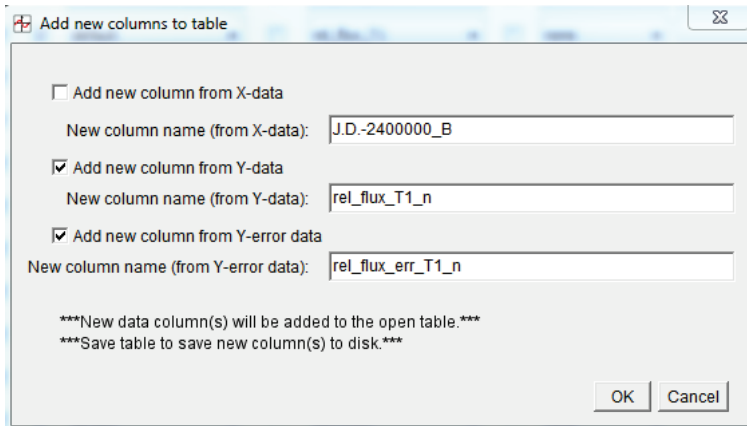 Add new columns to table
Add new column from X-data
New column name (from X-data): J.D.-2400000_B
Add new column from Y-data
New column name (from Y-data): rel_flux_T1_n
Add new column from Y-error data
New column name (from Y-error data): rel_flux_err_T1_n
***New data column(s) will be added to the open table.***
***Save table to save new column(s) to disk.***
OK Cancel